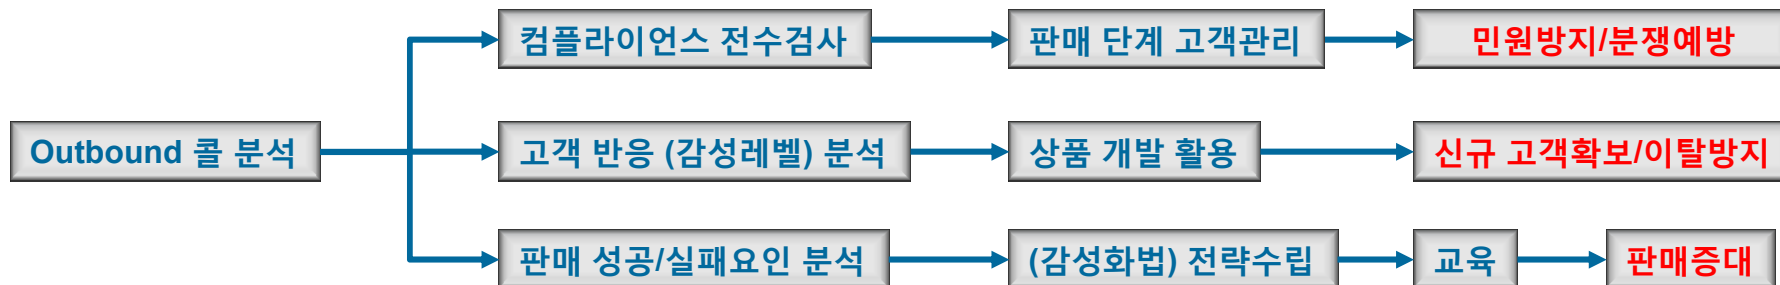 컴플라이언스 전수검사
판매 단계 고객관리
민원방지/분쟁예방
Outbound 콜 분석
고객 반응 (감성레벨) 분석
상품 개발 활용
신규 고객확보/이탈방지
판매 성공/실패요인 분석
(감성화법) 전략수립
교육
판매증대